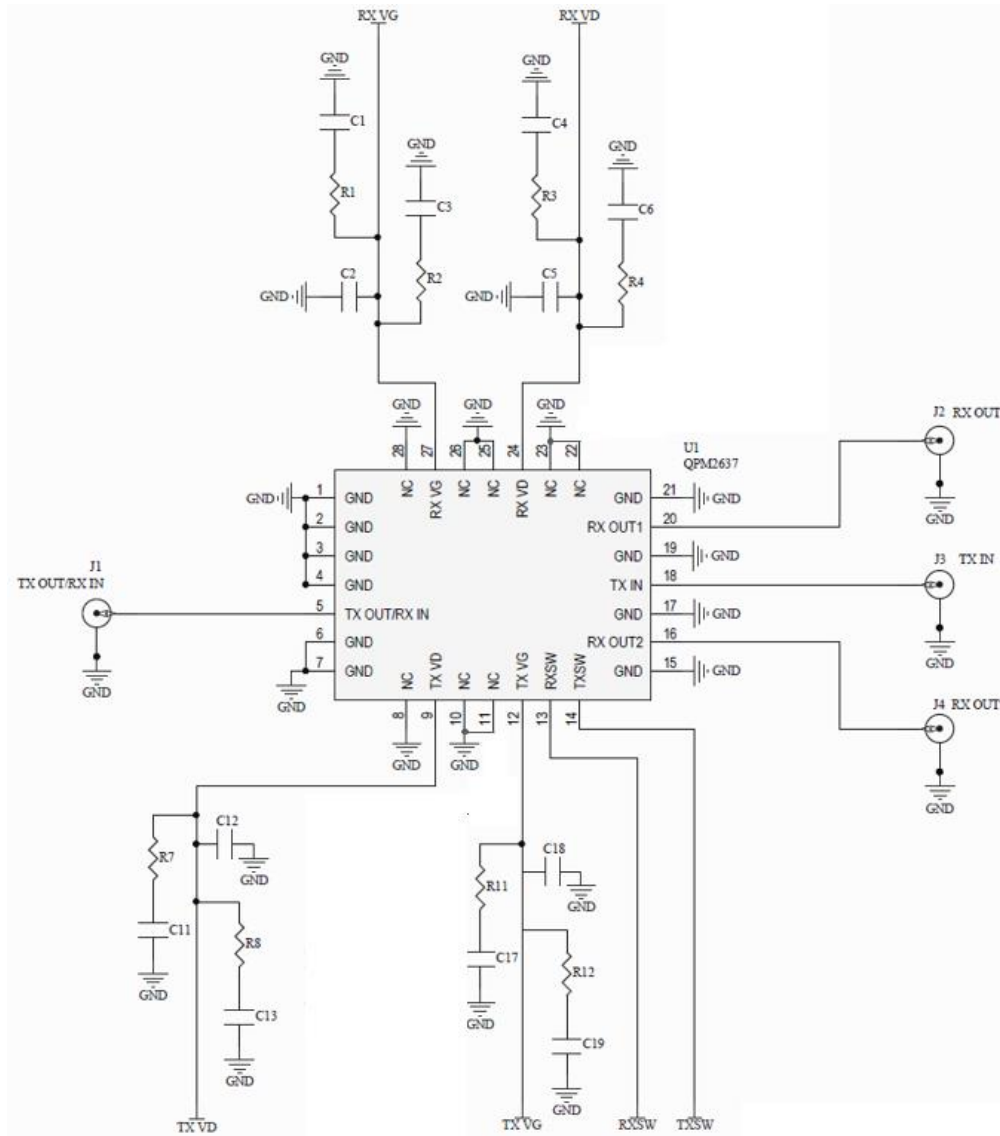 RX VG
RX VD
GND
GND
C1
C4
GND
GND
R1
C3
R3
C6
C2
R2
C5
R4
GND
GND
GND
GND
GND
J2 RX OUT
28
27
26
25
24
23
22
U1
QPM2637
NC
RX VG
NC
NC
RX VD
NC
NC
GND
1
GND
GND
21
GND
2
GND
RX OUT1
20
GND
3
GND
GND
19
GND
J1
TX OUT/RX IN
4
GND
TX IN
18
J3
TX IN
5
TX OUT/RX IN
GND
17
GND
6
GND
RX OUT2
16
GND
7
GND
GND
15
GND
GND
GND
NC
TX VD
NC
NC
TX VG
RXSW
TXSW
J4 RX OUT
8
9
10
11
12
13
14
GND
GND
GND
C12
R7
GND
C18
R11
GND
C11
R8
C17
R12
GND
C13
GND
C19
GND
GND
TX VD
TX VG
RXSW
TXSW